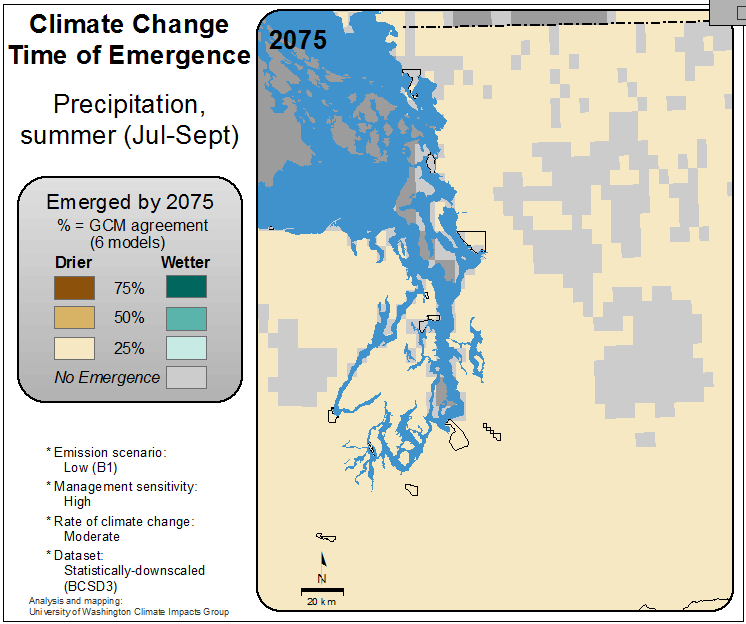 Climate Change
Time of Emergence
Precipitation,
summer (Jul-Sept)
Emerged by 2075
% = GCM agreement
(6 models)
Drier Wetter
75%
50%
25%
No Emergence
* Emission scenario:
Low (B1)
* Management sensitivity:
High
* Rate of climate change:
Moderate
* Dataset:
Statistically-downscaled
(BCSD3)
Analysis and mapping:
University of Washington Climate Impacts Group
2075
N
20 km